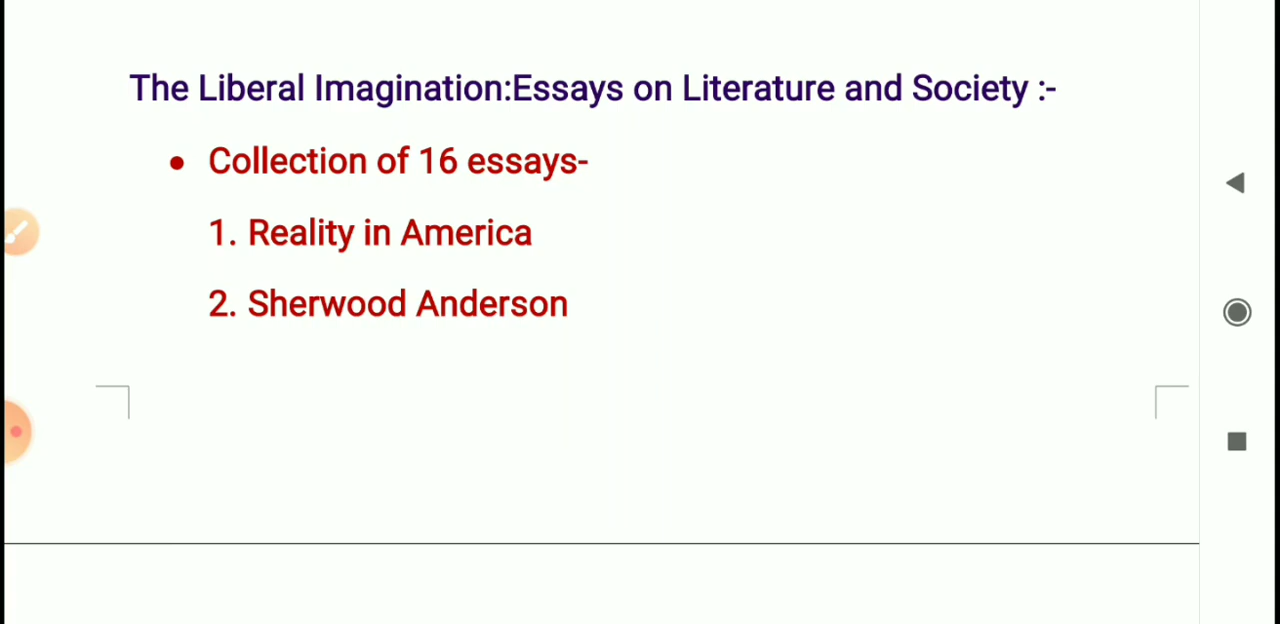 The Liberal Imagination:Essays on Literature and Society :-
• Collection of 16 essays-
1. Reality in America
2. Sherwood Anderson